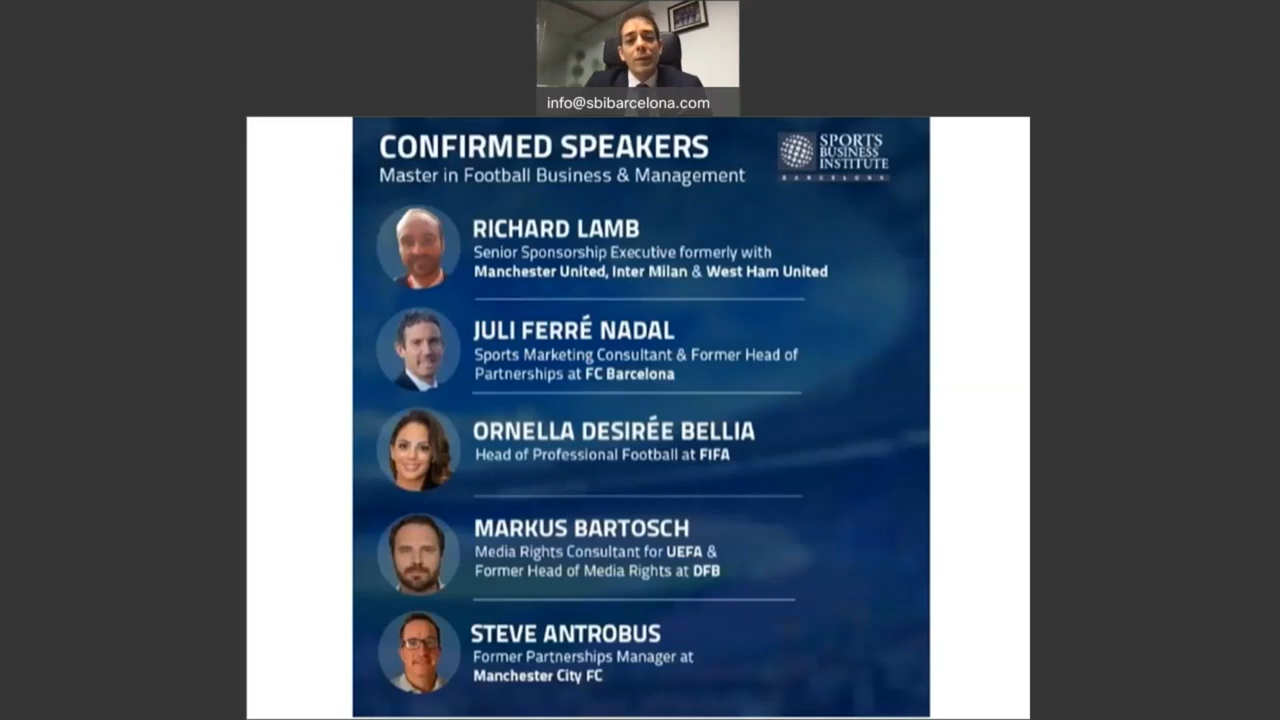 info@sbibarcelona.com
CONFIRMED SPEAKERS
Master in Football Business & Management
SPORTS
BUSINESS
INSTITUTE
BARCELONA
RICHARD LAMB
Senior Sponsorship Executive formerly with
Manchester United, Inter Milan & West Ham United
JULI FERRÉ NADAL
Sports Marketing Consultant & Former Head of
Partnerships at FC Barcelona
ORNELLA DESIRÉE BELLIA
Head of Professional Football at FIFA
MARKUS BARTOSCH
Media Rights Consultant for UEFA &
Former Head of Media Rights at DFB
STEVE ANTROBUS
Former Partnerships Manager at
Manchester City FC